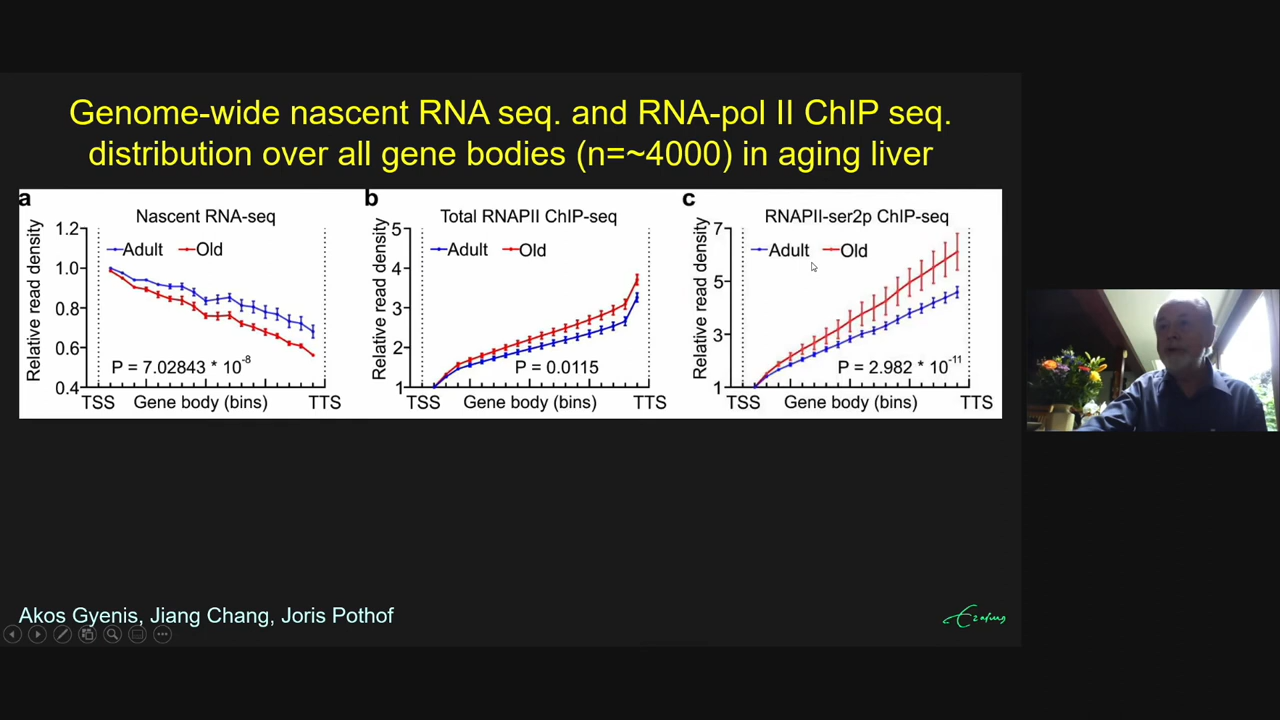 Genome-wide nascent RNA seq. and RNA-pol II ChIP seq.
distribution over all gene bodies (n=~4000) in aging liver
a
Nascent RNA-seq
Adult Old
Relative read density
1.2
1.0
0.8
0.6
0.4
P = 7.02843 * 10⁻⁸
TSS Gene body (bins) TTS
b
Total RNAPII ChIP-seq
Adult Old
Relative read density
5
4
3
2
1
P = 0.0115
TSS Gene body (bins) TTS
c
RNAPII-ser2p ChIP-seq
Adult Old
Relative read density
7
5
3
1
P = 2.982 * 10⁻¹¹
TSS Gene body (bins) TTS
Akos Gyenis, Jiang Chang, Joris Pothof
Erasmus